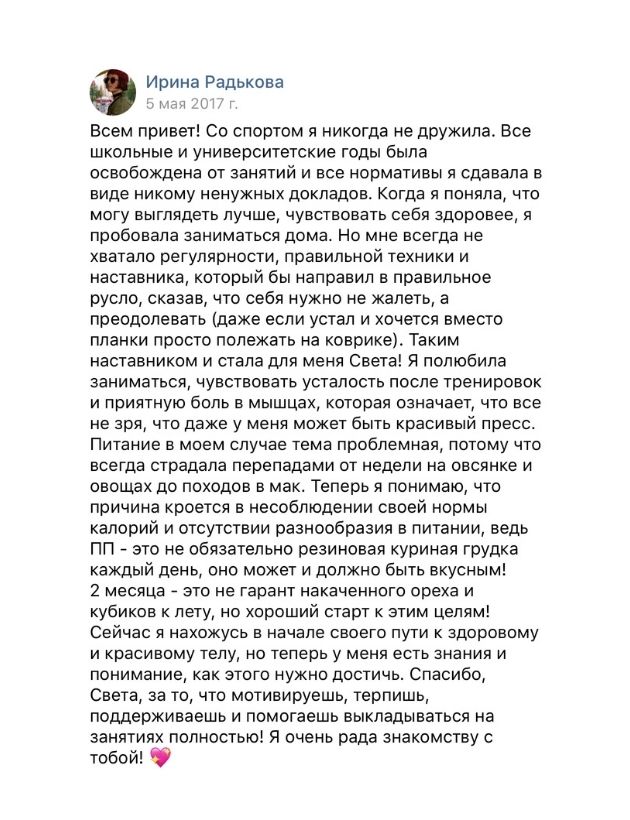 Ирина Радькова
5 мая 2017 г.
Всем привет! Со спортом я никогда не дружила. Все
школьные и университетские годы была
освобождена от занятий и все нормативы я сдавала в
виде никому ненужных докладов. Когда я поняла, что
могу выглядеть лучше, чувствовать себя здоровее, я
пробовала заниматься дома. Но мне всегда не
хватало регулярности, правильной техники и
наставника, который бы направил в правильное
русло, сказав, что себя нужно не жалеть, а
преодолевать (даже если устал и хочется вместо
планки просто полежать на коврике). Таким
наставником и стала для меня Света! Я полюбила
заниматься, чувствовать усталость после тренировок
и приятную боль в мышцах, которая означает, что все
не зря, что даже у меня может быть красивый пресс.
Питание в моем случае тема проблемная, потому что
всегда страдала перепадами от недели на овсянке и
овощах до походов в мак. Теперь я понимаю, что
причина кроется в несоблюдении своей нормы
калорий и отсутствии разнообразия в питании, ведь
ПП - это не обязательно резиновая куриная грудка
каждый день, оно может и должно быть вкусным!
2 месяца - это не гарант накаченного ореха и
кубиков к лету, но хороший старт к этим целям!
Сейчас я нахожусь в начале своего пути к здоровому
и красивому телу, но теперь у меня есть знания и
понимание, как этого нужно достичь. Спасибо,
Света, за то, что мотивируешь, терпишь,
поддерживаешь и помогаешь выкладываться на
занятиях полностью! Я очень рада знакомству с
тобой! 💖